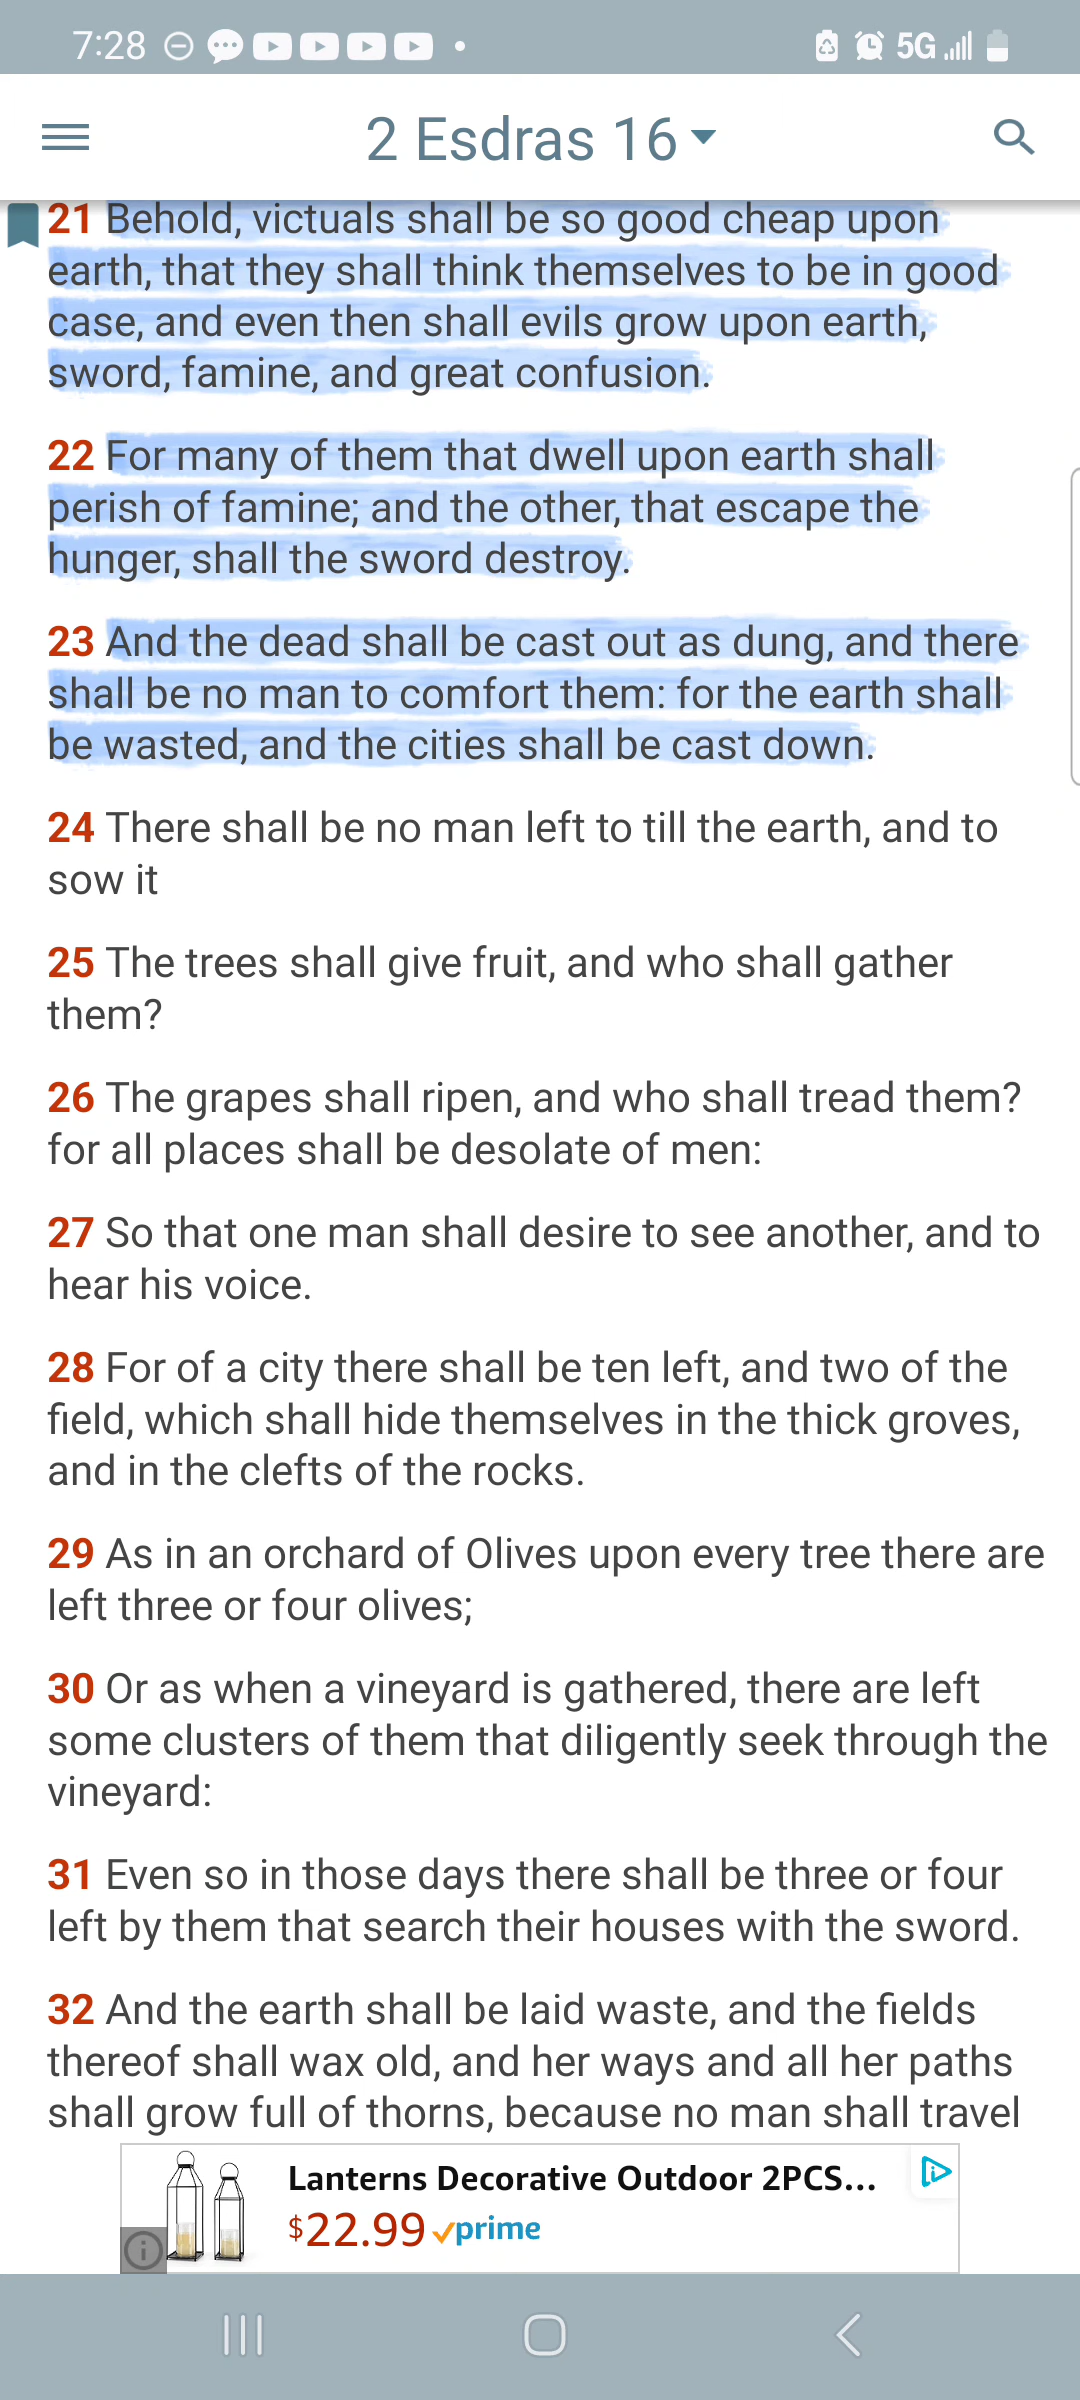 7:28
5G
2 Esdras 16
21 Behold, victuals shall be so good cheap upon
earth, that they shall think themselves to be in good
case, and even then shall evils grow upon earth,
sword, famine, and great confusion.
22 For many of them that dwell upon earth shall
perish of famine; and the other, that escape the
hunger, shall the sword destroy.
23 And the dead shall be cast out as dung, and there
shall be no man to comfort them: for the earth shall
be wasted, and the cities shall be cast down.
24 There shall be no man left to till the earth, and to
sow it
25 The trees shall give fruit, and who shall gather
them?
26 The grapes shall ripen, and who shall tread them?
for all places shall be desolate of men:
27 So that one man shall desire to see another, and to
hear his voice.
28 For of a city there shall be ten left, and two of the
field, which shall hide themselves in the thick groves,
and in the clefts of the rocks.
29 As in an orchard of Olives upon every tree there are
left three or four olives;
30 Or as when a vineyard is gathered, there are left
some clusters of them that diligently seek through the
vineyard:
31 Even so in those days there shall be three or four
left by them that search their houses with the sword.
32 And the earth shall be laid waste, and the fields
thereof shall wax old, and her ways and all her paths
shall grow full of thorns, because no man shall travel
Lanterns Decorative Outdoor 2PCS...
$22.99 prime